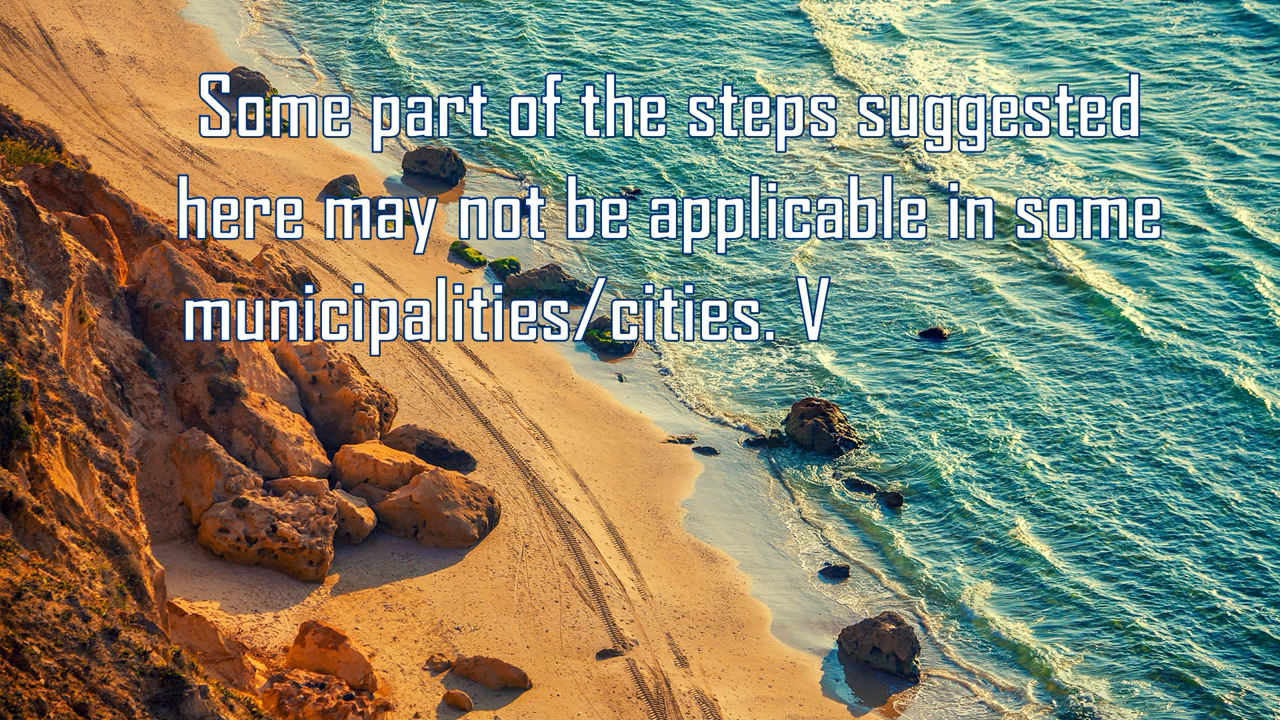 Some part of the steps suggested
here may not be applicable in some
municipalities/cities. V